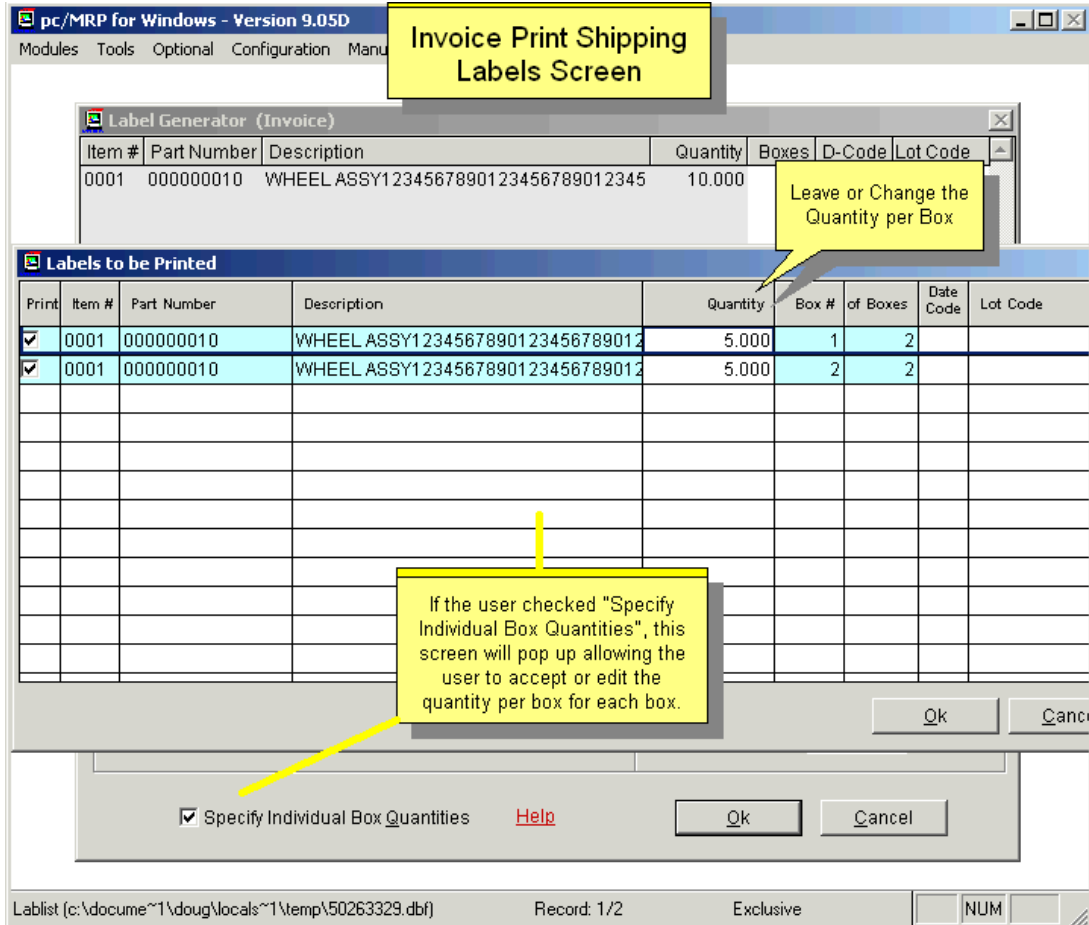 pc/MRP for Windows - Version 9.05D
Invoice Print Shipping
Labels Screen
Modules Tools Optional Configuration
Label Generator (Invoice)
Item # Part Number Description Quantity Boxes D-Code Lot Code
0001 000000010 WHEEL ASSY1234567890123456789012345 10.000
Leave or Change the
Quantity per Box
Labels to be Printed
Print Item # Part Number Description Quantity Box # of Boxes Date Code Lot Code
0001 000000010 WHEEL ASSY1234567890123456789012 5.000 1 2
0001 000000010 WHEEL ASSY1234567890123456789012 5.000 2 2
If the user checked "Specify
Individual Box Quantities", this
screen will pop up allowing the
user to accept or edit the
quantity per box for each box.
Ok Canc
Specify Individual Box Quantities Help Ok Cancel
Lablist (c:\docume~1\doug\locals~1\temp\50263329.dbf) Record: 1/2 Exclusive NUM